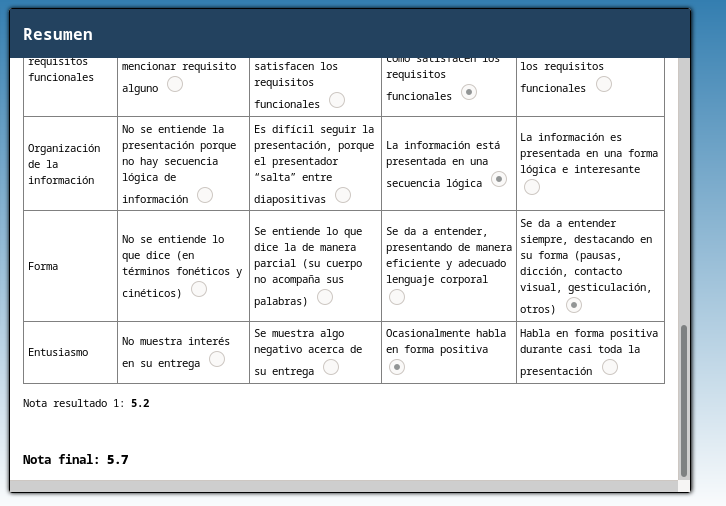 Resumen
requisitos
funcionales
mencionar requisito
alguno
satisfacen los
requisitos
funcionales
como satisfacen los
requisitos
funcionales
los requisitos
funcionales
Organización
de la
información
No se entiende la
presentación porque
no hay secuencia
lógica de
información
Es difícil seguir la
presentación, porque
el presentador
“salta” entre
diapositivas
La información está
presentada en una
secuencia lógica
La información es
presentada en una forma
lógica e interesante
Forma
No se entiende lo
que dice (en
términos fonéticos y
cinéticos)
Se entiende lo que
dice la de manera
parcial (su cuerpo
no acompaña sus
palabras)
Se da a entender,
presentando de manera
eficiente y adecuado
lenguaje corporal
Se da a entender
siempre, destacando en
su forma (pausas,
dicción, contacto
visual, gesticulación,
otros)
Entusiasmo
No muestra interés
en su entrega
Se muestra algo
negativo acerca de
su entrega
Ocasionalmente habla
en forma positiva
Habla en forma positiva
durante casi toda la
presentación
Nota resultado 1: 5.2
Nota final: 5.7